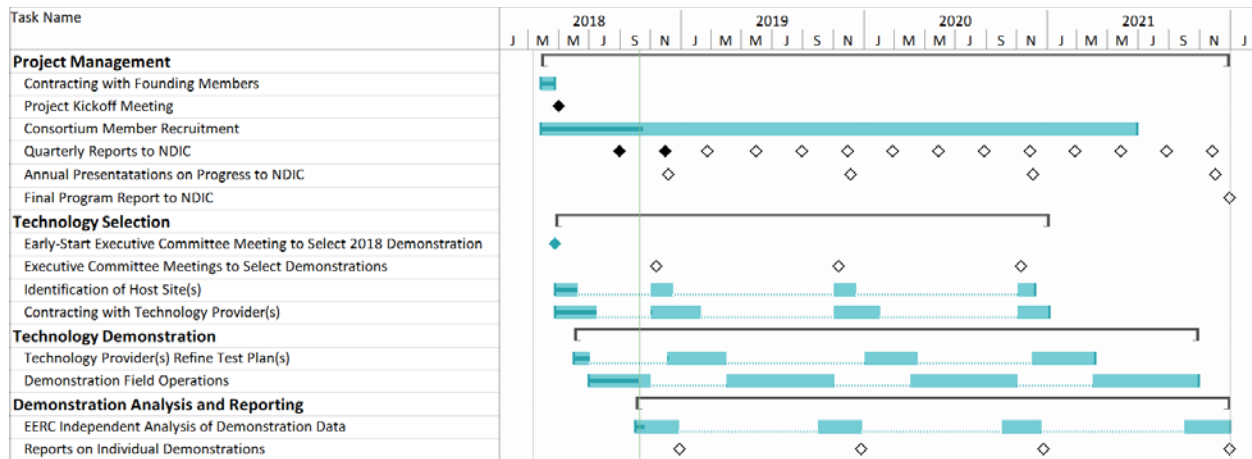 Task Name
2018 2019 2020 2021
J M M J S N J M M J S N J M M J S N J M M J S N J
Project Management
Contracting with Founding Members
Project Kickoff Meeting
Consortium Member Recruitment
Quarterly Reports to NDIC
Annual Presentatations on Progress to NDIC
Final Program Report to NDIC
Technology Selection
Early-Start Executive Committee Meeting to Select 2018 Demonstration
Executive Committee Meetings to Select Demonstrations
Identification of Host Site(s)
Contracting with Technology Provider(s)
Technology Demonstration
Technology Provider(s) Refine Test Plan(s)
Demonstration Field Operations
Demonstration Analysis and Reporting
EERC Independent Analysis of Demonstration Data
Reports on Individual Demonstrations